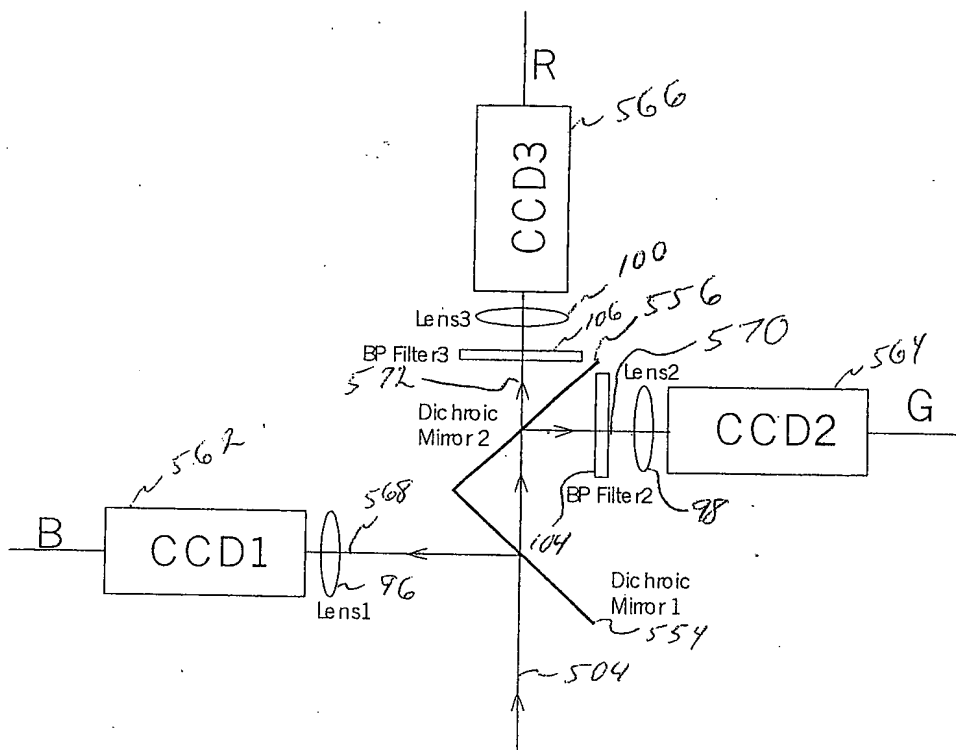 R
566
CCD3
100
556
Lens3
106
570
BP Filter3
572
Lens2
564
Dichroic
Mirror 2
G
CCD2
562
568
BP Filter2
98
B
CCD1
104
96
Lens1
Dichroic
Mirror 1
554
504